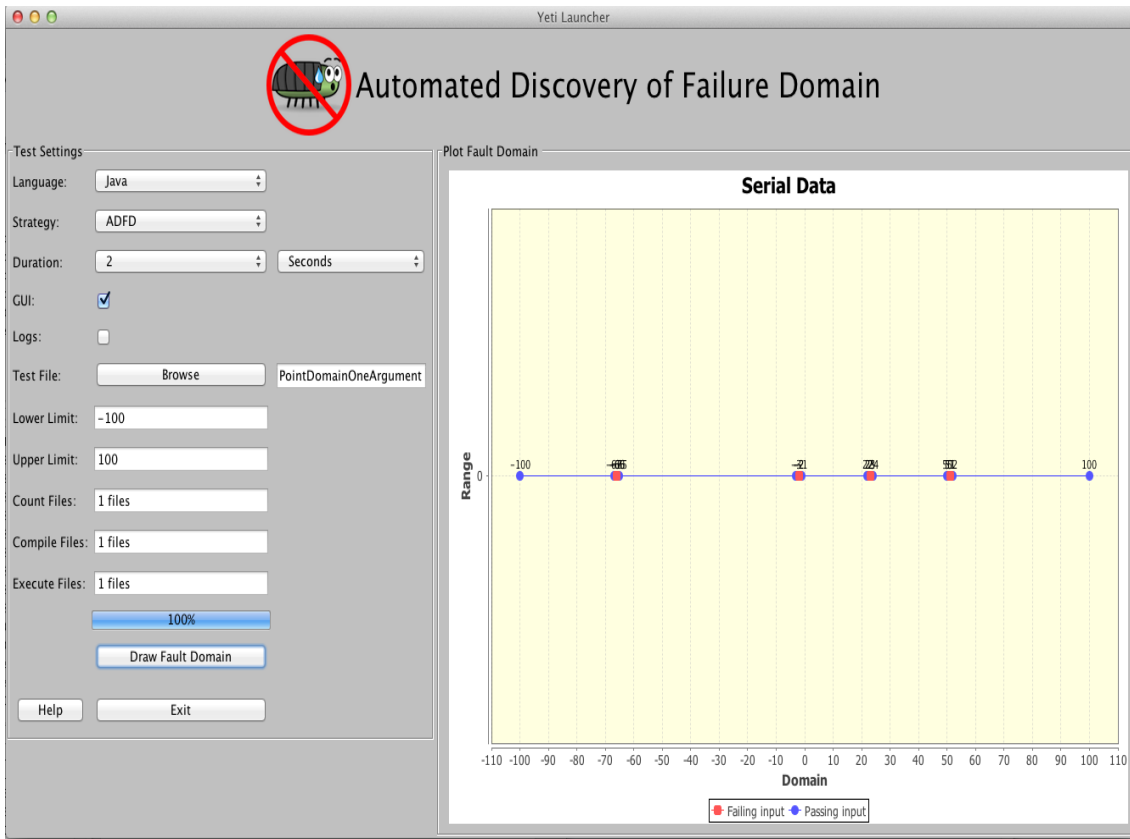 Yeti Launcher
Automated Discovery of Failure Domain
Test Settings
Language: Java
Strategy: ADFD
Duration: 2 Seconds
GUI:
Logs:
Test File: Browse PointDomainOneArgument
Lower Limit: -100
Upper Limit: 100
Count Files: 1 files
Compile Files: 1 files
Execute Files: 1 files
100%
Draw Fault Domain
Help Exit
Plot Fault Domain
Serial Data
Range
0
-100 100
-110 -100 -90 -80 -70 -60 -50 -40 -30 -20 -10 0 10 20 30 40 50 60 70 80 90 100 110
Domain
Failing input Passing input